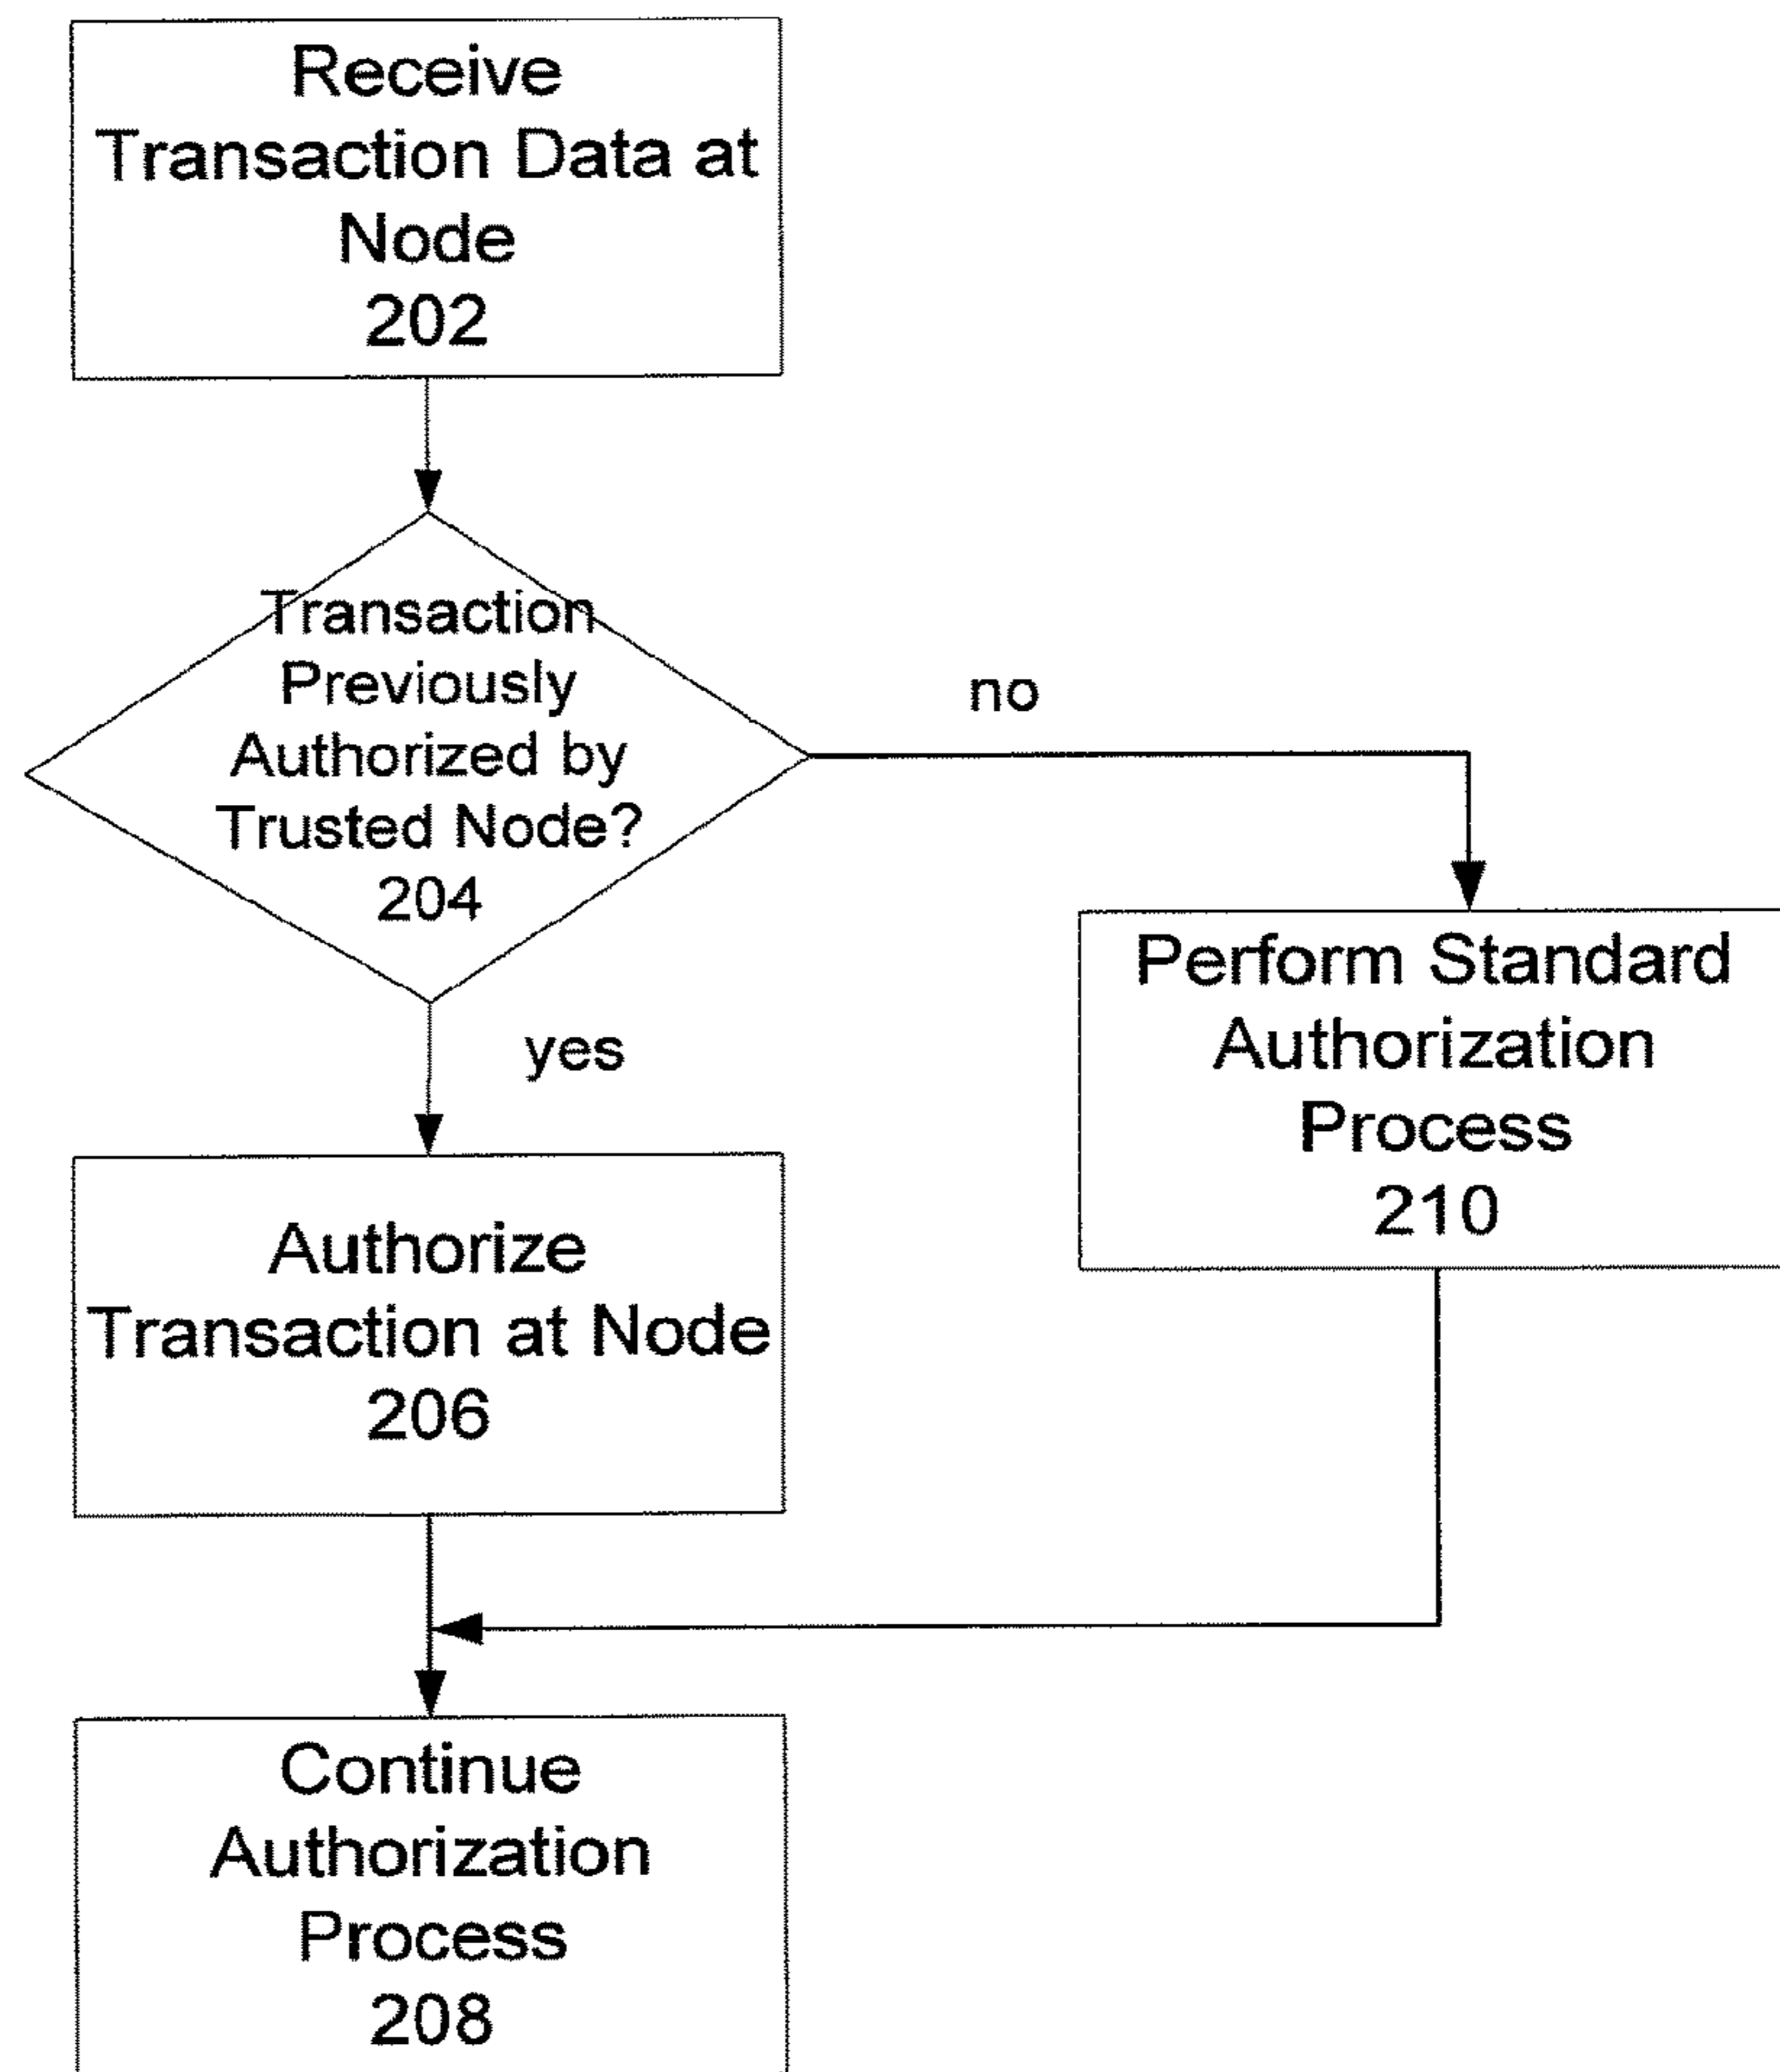 Receive
Transaction Data at
Node
202
Transaction
Previously
Authorized by
Trusted Node?
204
no
yes
Perform Standard
Authorization
Process
210
Authorize
Transaction at Node
206
Continue
Authorization
Process
208